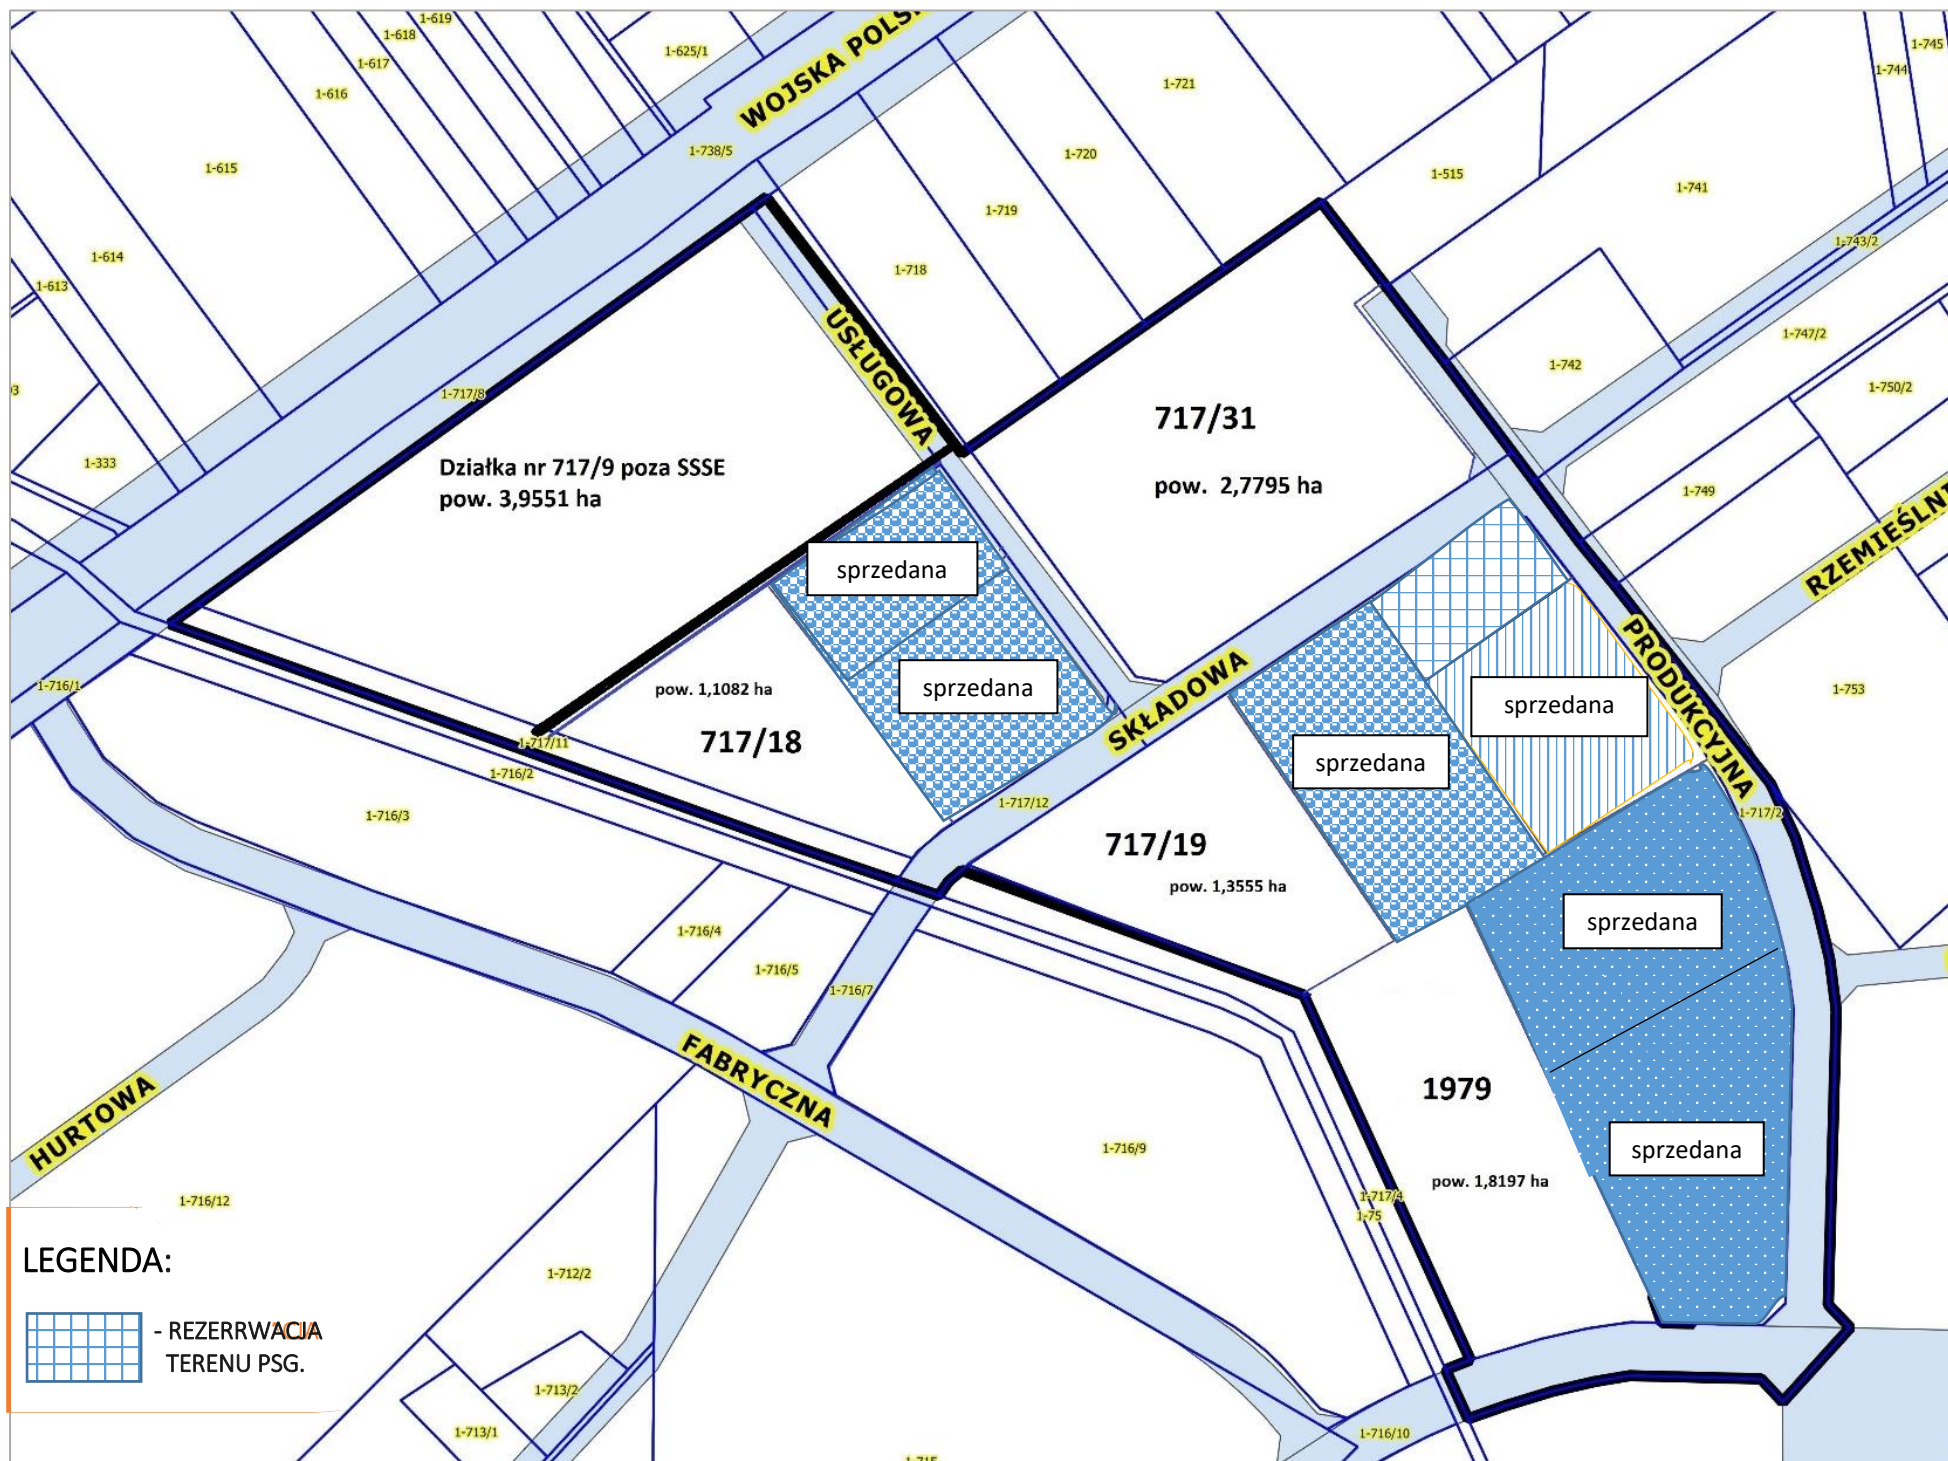 1-619
1-618
1-617
1-616
1-625/1
WOJSKA POLS
1-738/5
1-721
1-720
1-719
1-718
1-515
1-741
1-744
1-745
1-743/2
1-747/2
1-742
1-750/2
1-749
1-615
1-614
1-613
1-333
1-717/8
USŁUGOWA
717/31
pow. 2,7795 ha
Działka nr 717/9 poza SSSE
pow. 3,9551 ha
sprzedana
sprzedana
RZEMIEŚLNI
PRODUKCYJNA
1-753
SKŁADOWA
sprzedana
sprzedana
pow. 1,1082 ha
717/18
1-716/1
1-717/11
1-716/2
1-716/3
1-717/12
717/19
pow. 1,3555 ha
1-717/2
sprzedana
1-716/4
1-716/5
1-716/7
FABRYCZNA
HURTOWA
1979
pow. 1,8197 ha
sprzedana
1-716/9
1-717/4
1-75
1-716/12
LEGENDA:
- REZERRWACJA
TERENU PSG.
1-712/2
1-713/2
1-713/1
1-716/10
1-715